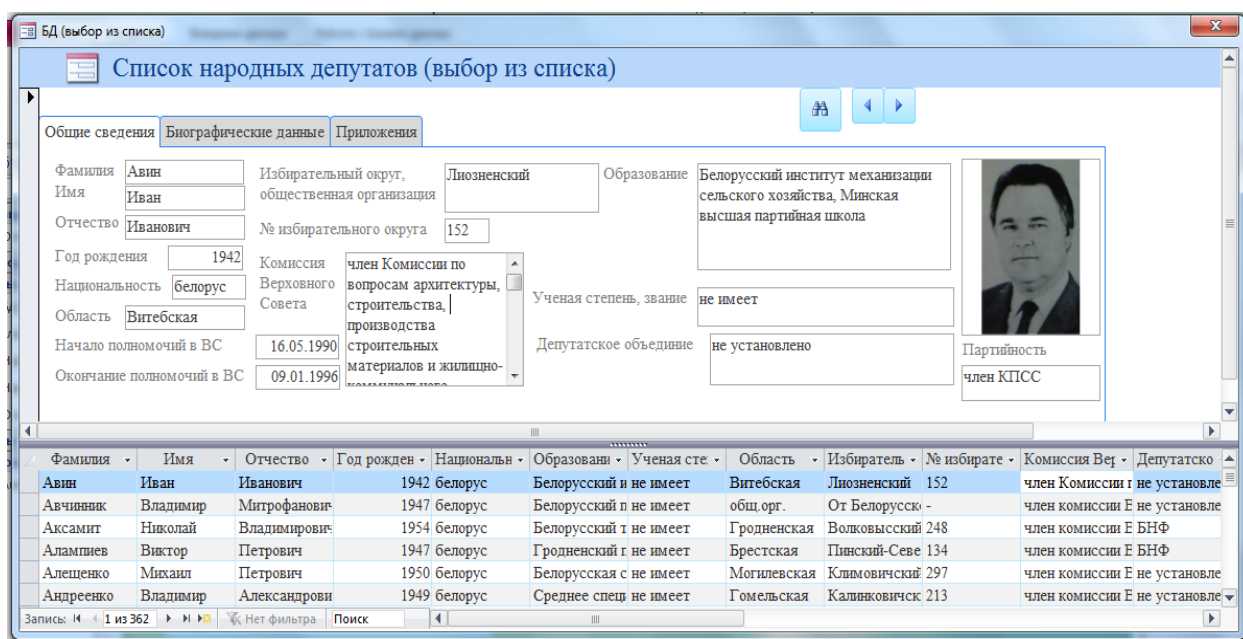 БД (выбор из списка)
Список народных депутатов (выбор из списка)
Общие сведения Биографические данные Приложения
Фамилия Авин
Имя Иван
Отчество Иванович
Год рождения 1942
Национальность белорус
Область Витебская
Начало полномочий в ВС 16.05.1990
Окончание полномочий в ВС 09.01.1996
Избирательный округ,
общественная организация
Лиозненский
№ избирательного округа 152
Комиссия
Верховного
Совета
член Комиссии по
вопросам архитектуры,
строительства,
производства
строительных
материалов и жилищно-
Образование
Белорусский институт механизации
сельского хозяйства, Минская
высшая партийная школа
Ученая степень, звание не имеет
Депутатское объединие не установлено
Партийность
член КПСС
Фамилия Имя Отчество Год рожден Национальн Образовани Ученая сте Область Избиратель № избирате Комиссия Вер Депутатско
Авин Иван Иванович 1942 белорус Белорусский и не имеет Витебская Лиозненский 152 член Комиссии п не установле
Авчинник Владимир Митрофанович 1947 белорус Белорусский п не имеет общ.орг. От Белорусск - член комиссии В не установле
Аксамит Николай Владимирович 1954 белорус Белорусский т не имеет Гродненская Волковысский 248 член комиссии В БНФ
Алампиев Виктор Петрович 1947 белорус Гродненский г не имеет Брестская Пинский-Севе 134 член комиссии В БНФ
Алещенко Михаил Петрович 1950 белорус Белорусская с не имеет Могилевская Климовичский 297 член комиссии В не установле
Андреенко Владимир Александрови 1949 белорус Среднее специ не имеет Гомельская Калинковичск 213 член комиссии В не установле
Запись: 1 из 362 Нет фильтра Поиск